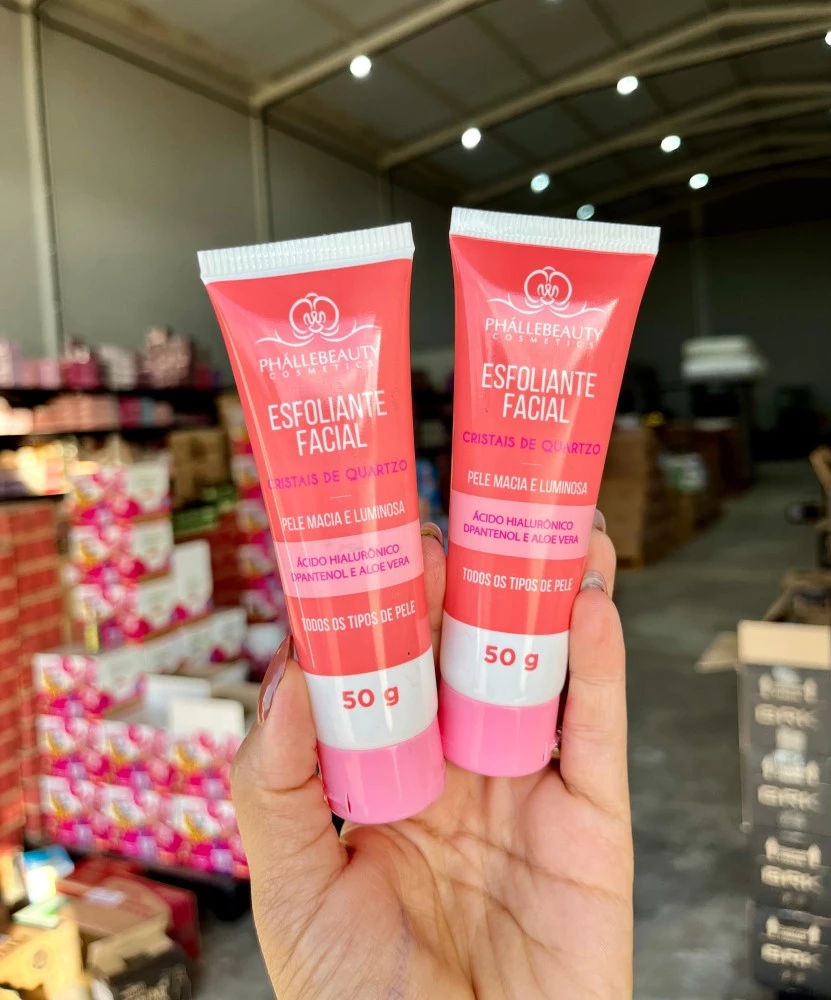 PHÁLLEBEAUTY
COSMETICS
ESFOLIANTE
FACIAL
CRISTAIS DE QUARTZO
PELE MACIA E LUMINOSA
ÁCIDO HIALURÔNICO
DPANTENOL E ALOE VERA
TODOS OS TIPOS DE PELE
50 g
PHÁLLEBEAUTY
COSMETICS
ESFOLIANTE
FACIAL
CRISTAIS DE QUARTZO
PELE MACIA E LUMINOSA
ÁCIDO HIALURÔNICO
DPANTENOL E ALOE VERA
TODOS OS TIPOS DE PELE
50 g